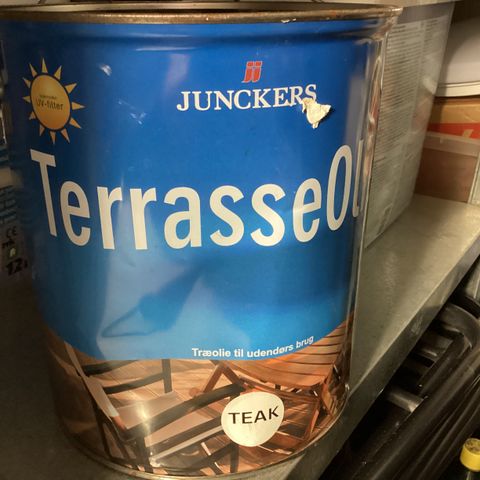 JUNCKERS
UV-filter
TerrasseOl
Træolie til udendørs brug
TEAK